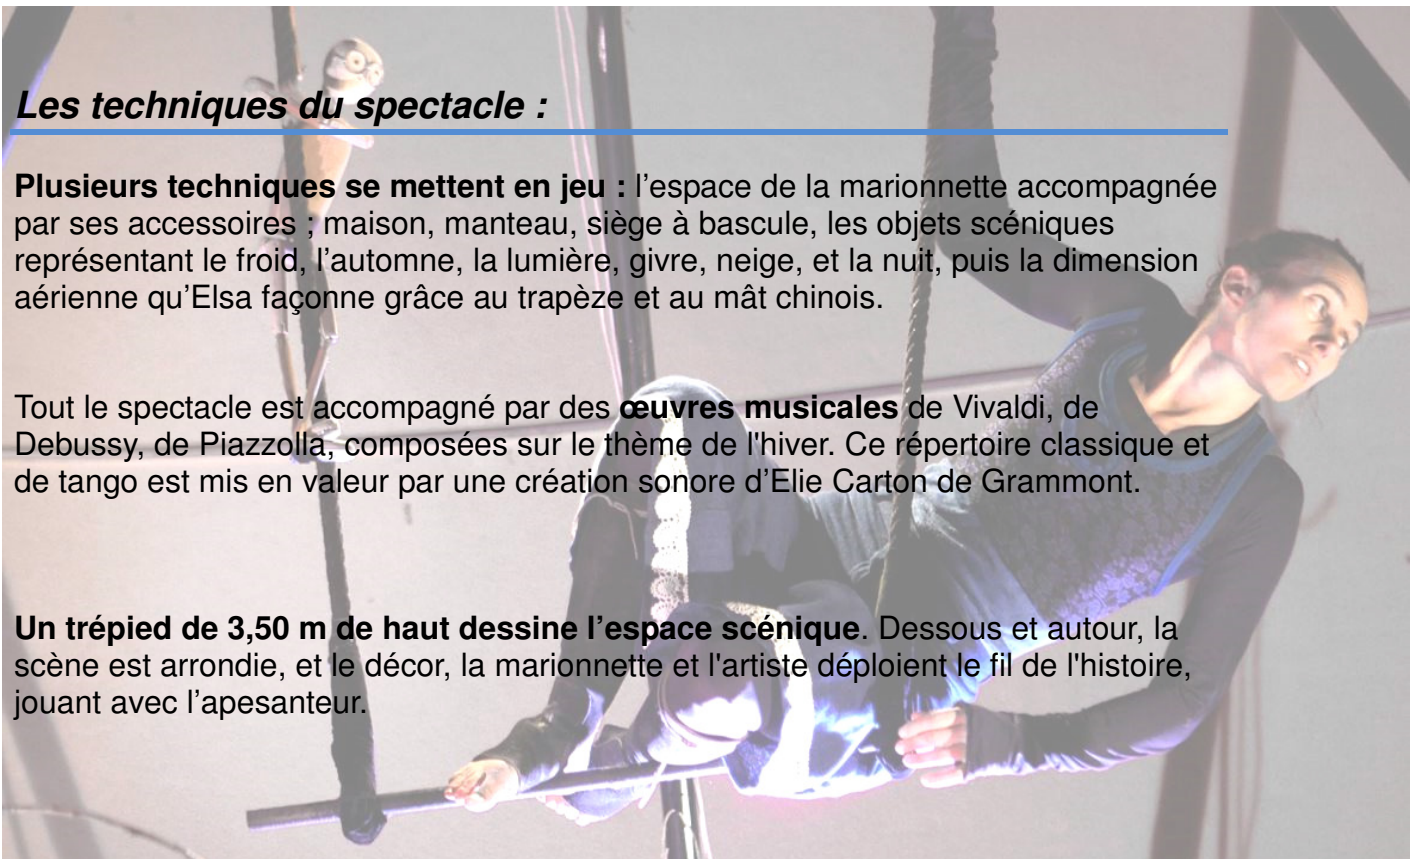 Les techniques du spectacle :
Plusieurs techniques se mettent en jeu : l’espace de la marionnette accompagnée
par ses accessoires ; maison, manteau, siège à bascule, les objets scéniques
représentant le froid, l’automne, la lumière, givre, neige, et la nuit, puis la dimension
aérienne qu’Elsa façonne grâce au trapèze et au mât chinois.
Tout le spectacle est accompagné par des œuvres musicales de Vivaldi, de
Debussy, de Piazzolla, composées sur le thème de l'hiver. Ce répertoire classique et
de tango est mis en valeur par une création sonore d’Elie Carton de Grammont.
Un trépied de 3,50 m de haut dessine l’espace scénique. Dessous et autour, la
scène est arrondie, et le décor, la marionnette et l'artiste déploient le fil de l'histoire,
jouant avec l’apesanteur.